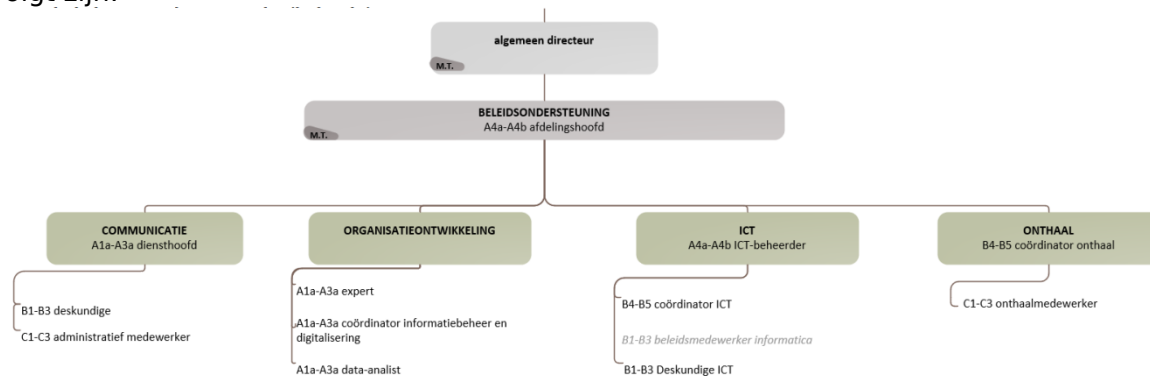 algemeen directeur
M.T.
BELEIDSONDERSTEUNING
A4a-A4b afdelingshoofd
M.T.
COMMUNICATIE
A1a-A3a diensthoofd
B1-B3 deskundige
C1-C3 administratief medewerker
ORGANISATIEONTWIKKELING
A1a-A3a expert
A1a-A3a coördinator informatiebeheer en
digitalisering
A1a-A3a data-analist
ICT
A4a-A4b ICT-beheerder
B4-B5 coördinator ICT
B1-B3 beleidsmedewerker informatica
B1-B3 Deskundige ICT
ONTHAAL
B4-B5 coördinator onthaal
C1-C3 onthaalmedewerker